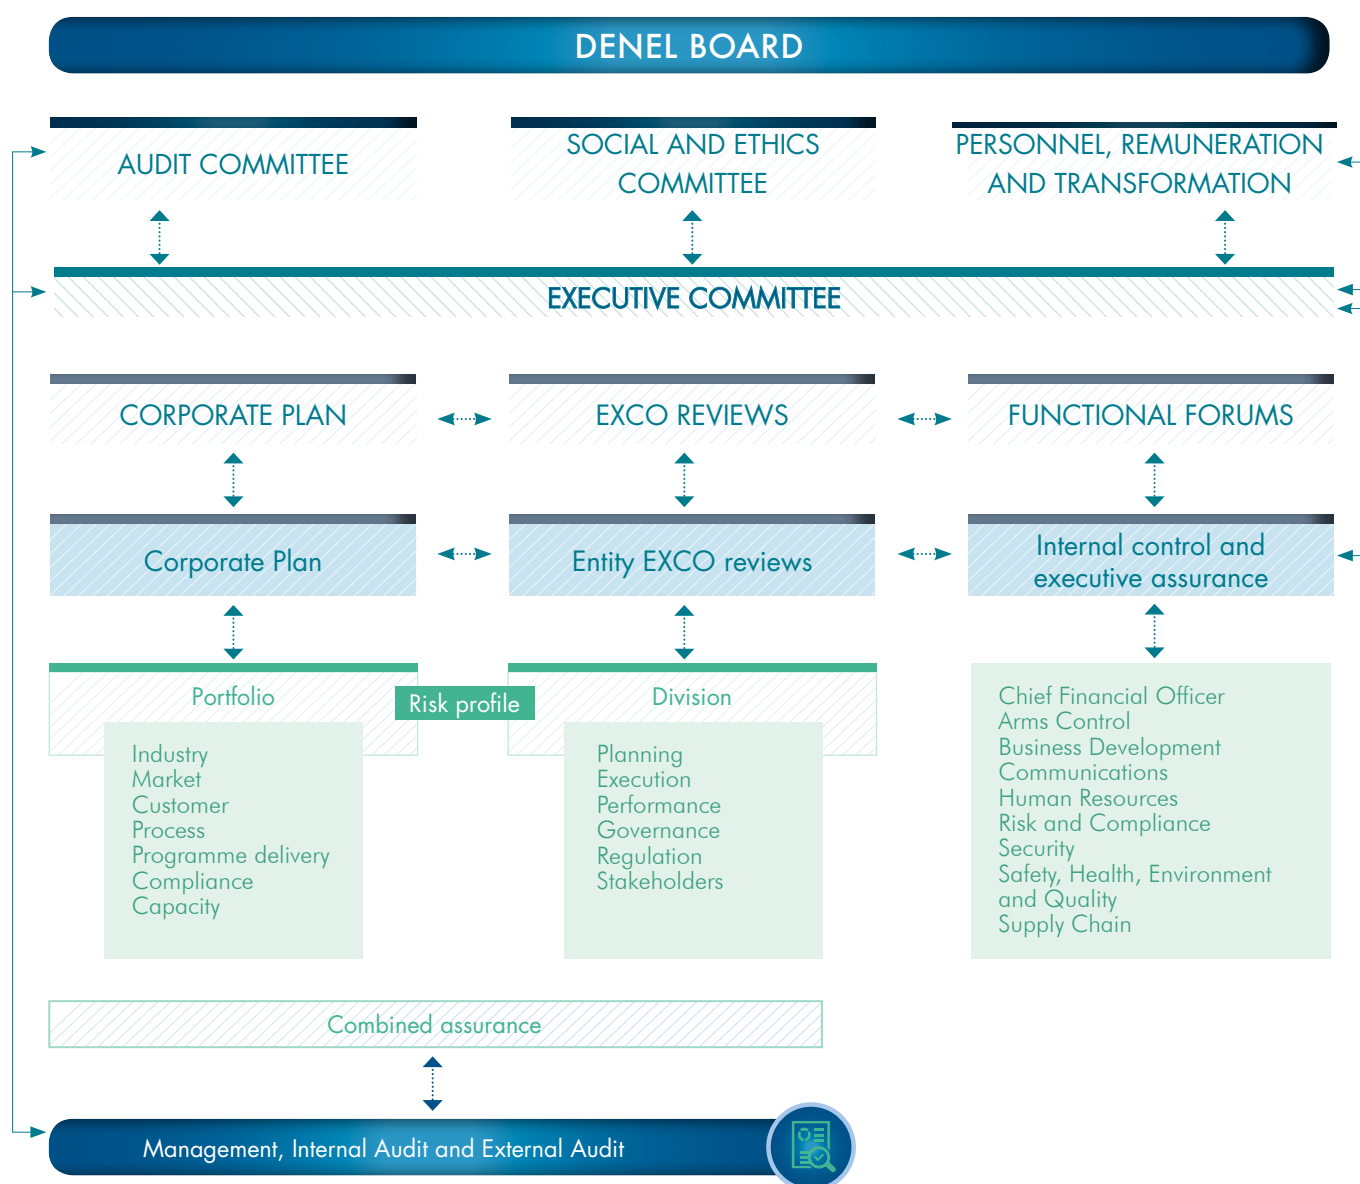 DENEL BOARD
AUDIT COMMITTEE
SOCIAL AND ETHICS
COMMITTEE
PERSONNEL, REMUNERATION
AND TRANSFORMATION
EXECUTIVE COMMITTEE
CORPORATE PLAN
EXCO REVIEWS
FUNCTIONAL FORUMS
Corporate Plan
Entity EXCO reviews
Internal control and
executive assurance
Portfolio
Risk profile
Division
Industry
Market
Customer
Process
Programme delivery
Compliance
Capacity
Planning
Execution
Performance
Governance
Regulation
Stakeholders
Chief Financial Officer
Arms Control
Business Development
Communications
Human Resources
Risk and Compliance
Security
Safety, Health, Environment
and Quality
Supply Chain
Combined assurance
Management, Internal Audit and External Audit